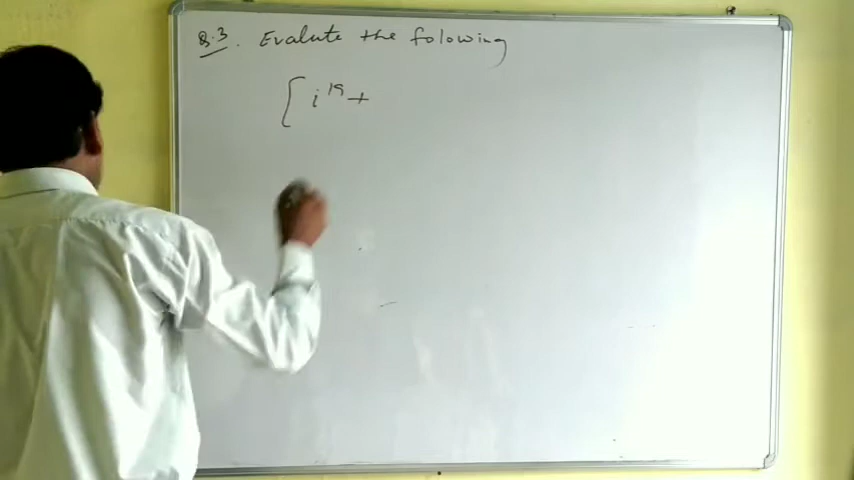 Q.3. Evalute the folowing
[ i¹⁹ +